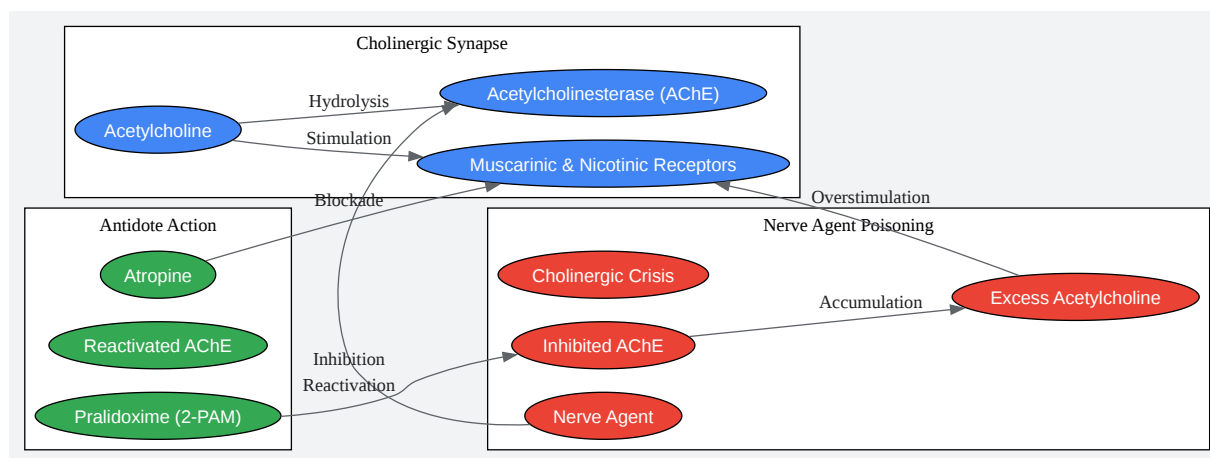 Cholinergic Synapse
Acetylcholinesterase (AChE)
Hydrolysis
Acetylcholine
Stimulation
Muscarinic & Nicotinic Receptors
Blockade
Overstimulation
Antidote Action
Nerve Agent Poisoning
Atropine
Cholinergic Crisis
Excess Acetylcholine
Accumulation
Reactivated AChE
Inhibited AChE
Inhibition
Reactivation
Pralidoxime (2-PAM)
Nerve Agent